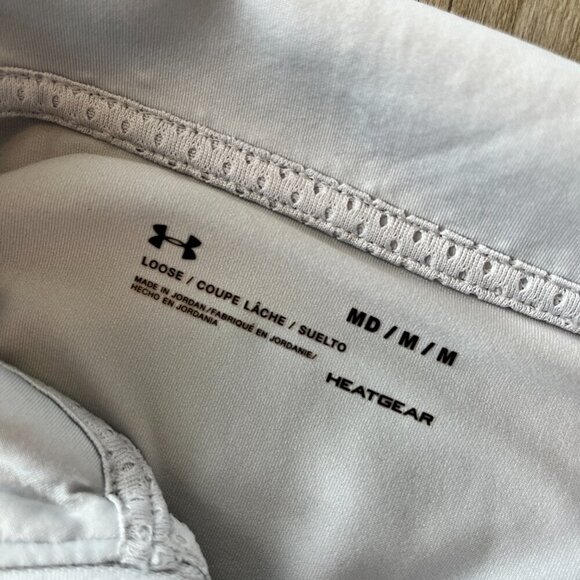 LOOSE / COUPE LÂCHE / SUELTO
MADE IN JORDAN / FABRIQUÉ EN JORDANIE /
HECHO EN JORDANIA
MD / M / M
HEATGEAR